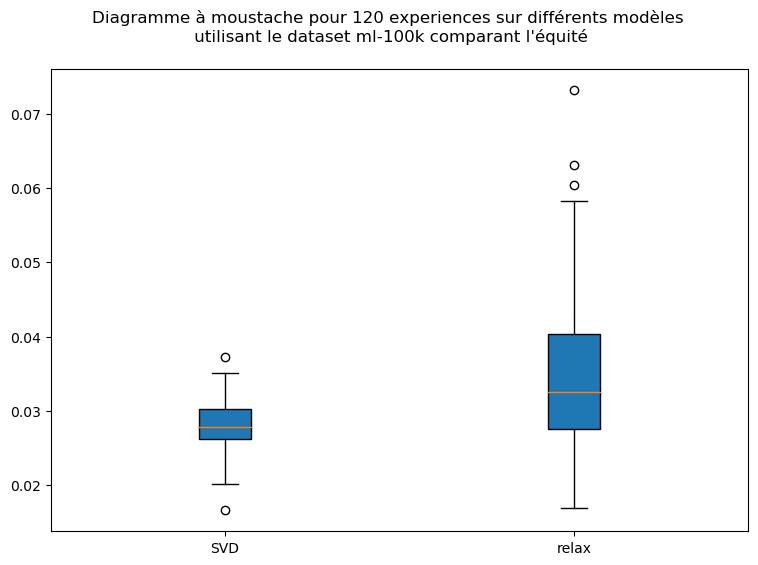 Diagramme à moustache pour 120 experiences sur différents modèles
utilisant le dataset ml-100k comparant l'équité
0.07
0.06
0.05
0.04
0.03
0.02
SVD
relax